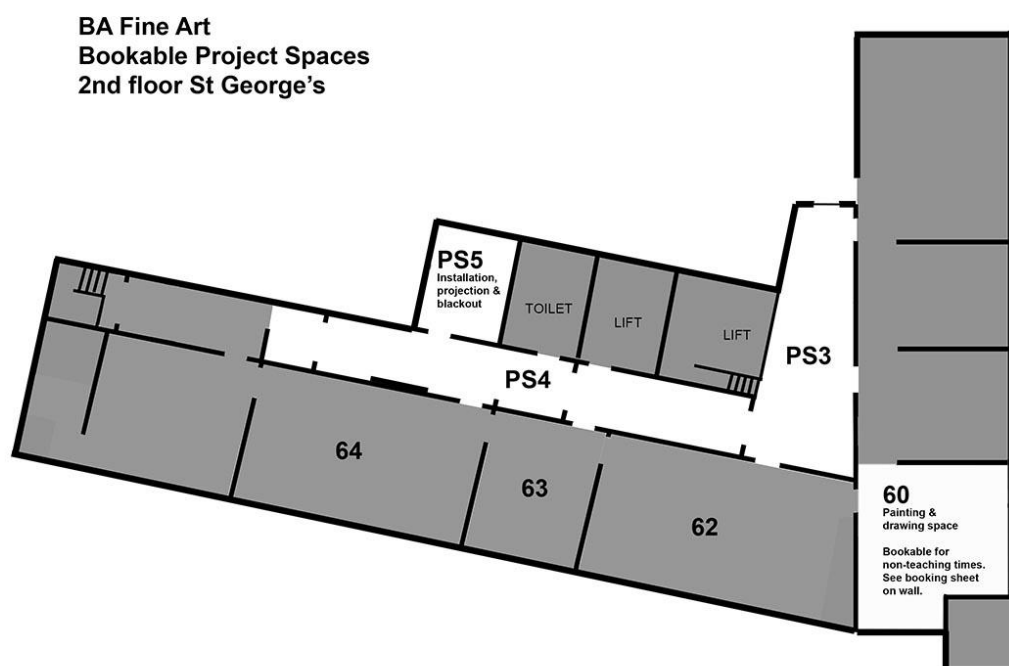 BA Fine Art
Bookable Project Spaces
2nd floor St George's
PS5
Installation,
projection &
blackout
TOILET
LIFT
LIFT
PS3
PS4
64
63
62
60
Painting &
drawing space
Bookable for
non-teaching times.
See booking sheet
on wall.